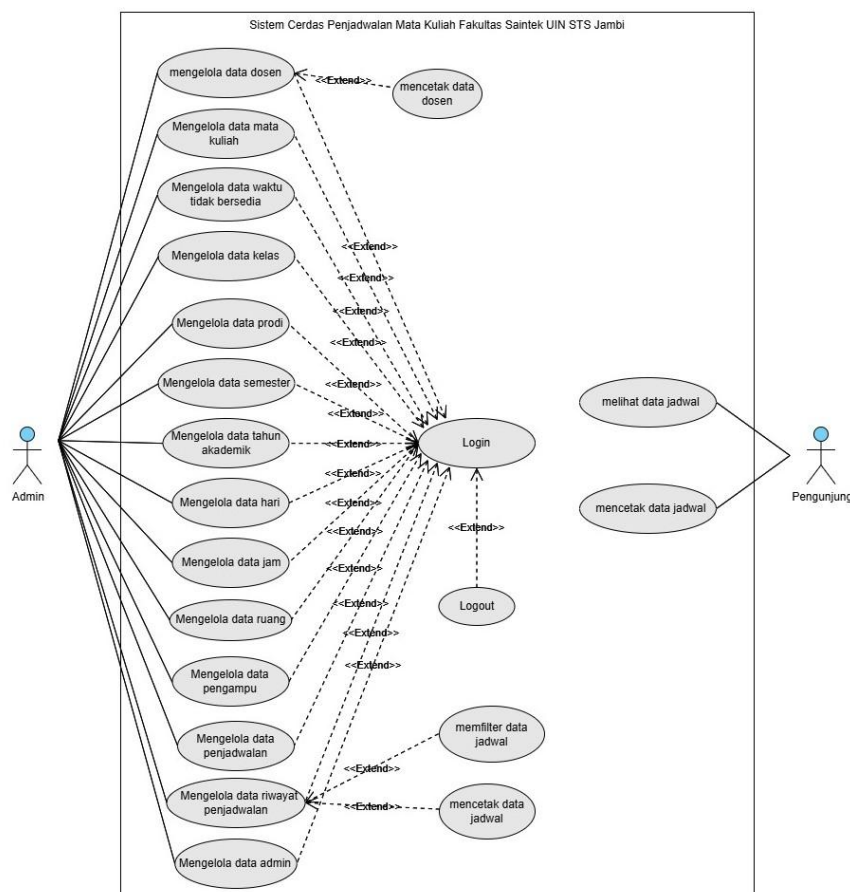 Sistem Cerdas Penjadwalan Mata Kuliah Fakultas Saintek UIN STS Jambi
mengelola data dosen
<<Extend>>
mencetak data
dosen
Mengelola data mata
kuliah
Mengelola data waktu
tidak bersedia
Mengelola data kelas
<<Extend>>
<<Extend>>
<<Extend>>
Mengelola data prodi
<<Extend>>
Mengelola data semester
<<Extend>>
melihat data jadwal
Mengelola data tahun
akademik
<<Extend>>
<<Extend>>
Login
Admin
Pengunjung
Mengelola data hari
<<Extend>>
mencetak data jadwal
<<Extend>>
<<Extend>>
Mengelola data jam
<<Extend>>
Mengelola data ruang
<<Extend>>
Logout
<<Extend>>
Mengelola data
pengampu
<<Extend>>
Mengelola data
penjadwalan
memfilter data
jadwal
<<Extend>>
Mengelola data riwayat
penjadwalan
<<Extend>>
mencetak data
jadwal
Mengelola data admin